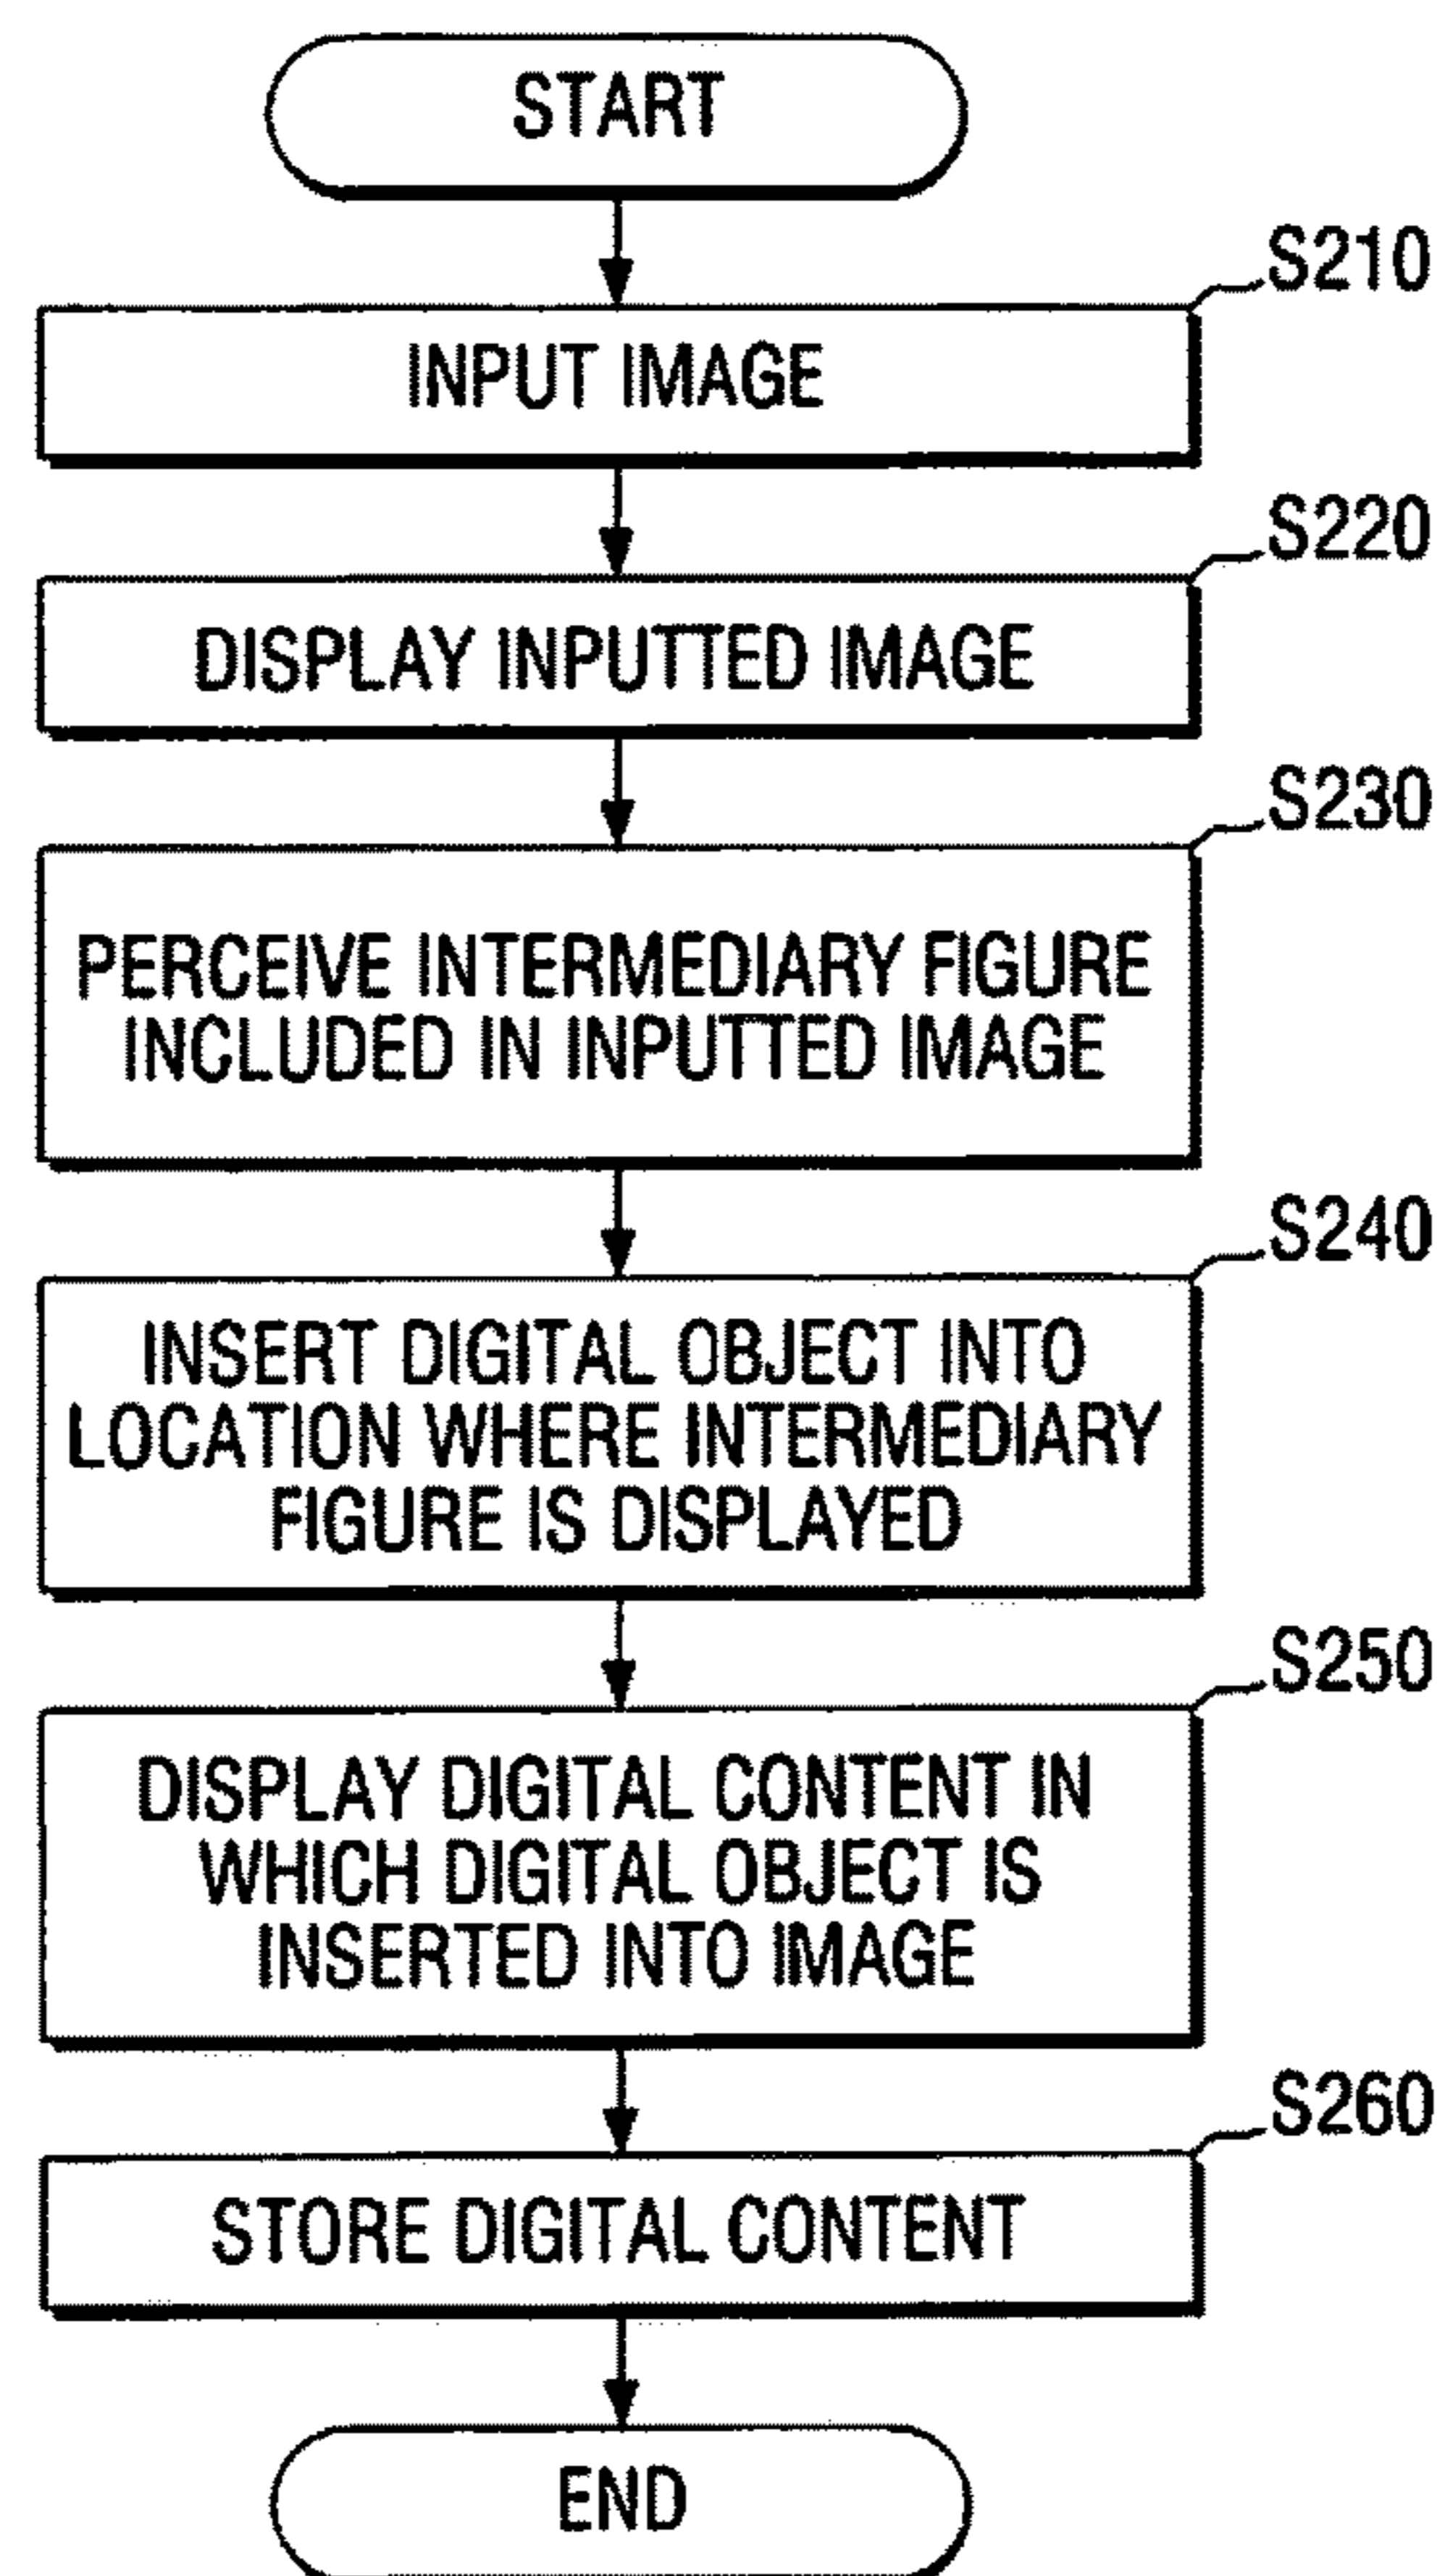 START
S210
INPUT IMAGE
S220
DISPLAY INPUTTED IMAGE
S230
PERCEIVE INTERMEDIARY FIGURE
INCLUDED IN INPUTTED IMAGE
S240
INSERT DIGITAL OBJECT INTO
LOCATION WHERE INTERMEDIARY
FIGURE IS DISPLAYED
S250
DISPLAY DIGITAL CONTENT IN
WHICH DIGITAL OBJECT IS
INSERTED INTO IMAGE
S260
STORE DIGITAL CONTENT
END